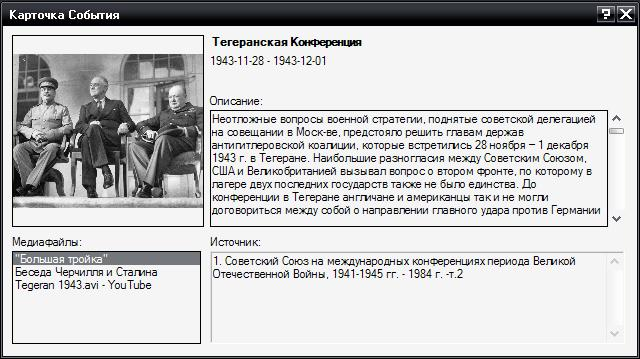 Карточка События
Тегеранская Конференция
1943-11-28 - 1943-12-01
Описание:
Неотложные вопросы военной стратегии, поднятые советской делегацией
на совещании в Моск-ве, предстояло решить главам держав
антигитлеровской коалиции, которые встретились 28 ноября – 1 декабря
1943 г. в Тегеране. Наибольшие разногласия между Советским Союзом,
США и Великобританией вызывал вопрос о втором фронте, по которому в
лагере двух последних государств также не было единства. До
конференции в Тегеране англичане и американцы так и не могли
договориться между собой о направлении главного удара против Германии
Медиафайлы:
"Большая тройка"
Беседа Черчилля и Сталина
Tegeran 1943.avi - YouTube
Источник:
1. Советский Союз на международных конференциях периода Великой
Отечественной Войны, 1941-1945 гг. - 1984 г. -т.2